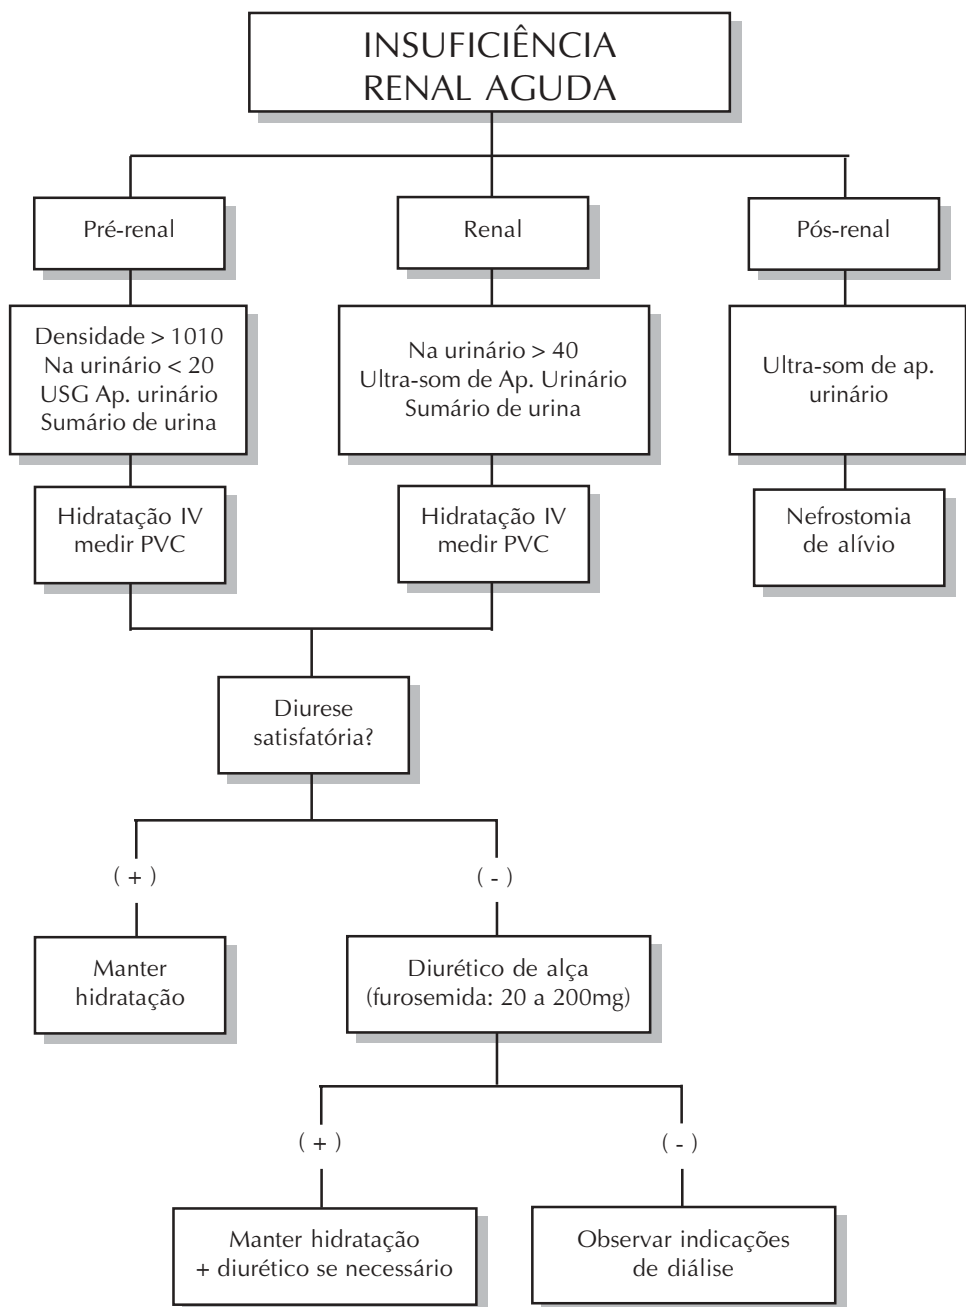 INSUFICIÊNCIA
RENAL AGUDA
Pré-renal
Renal
Pós-renal
Densidade > 1010
Na urinário < 20
USG Ap. urinário
Sumário de urina
Na urinário > 40
Ultra-som de Ap. Urinário
Sumário de urina
Ultra-som de ap.
urinário
Hidratação IV
medir PVC
Hidratação IV
medir PVC
Nefrostomia
de alívio
Diurese
satisfatória?
( + )
( - )
Manter
hidratação
Diurético de alça
(furosemida: 20 a 200mg)
( + )
( - )
Manter hidratação
+ diurético se necessário
Observar indicações
de diálise